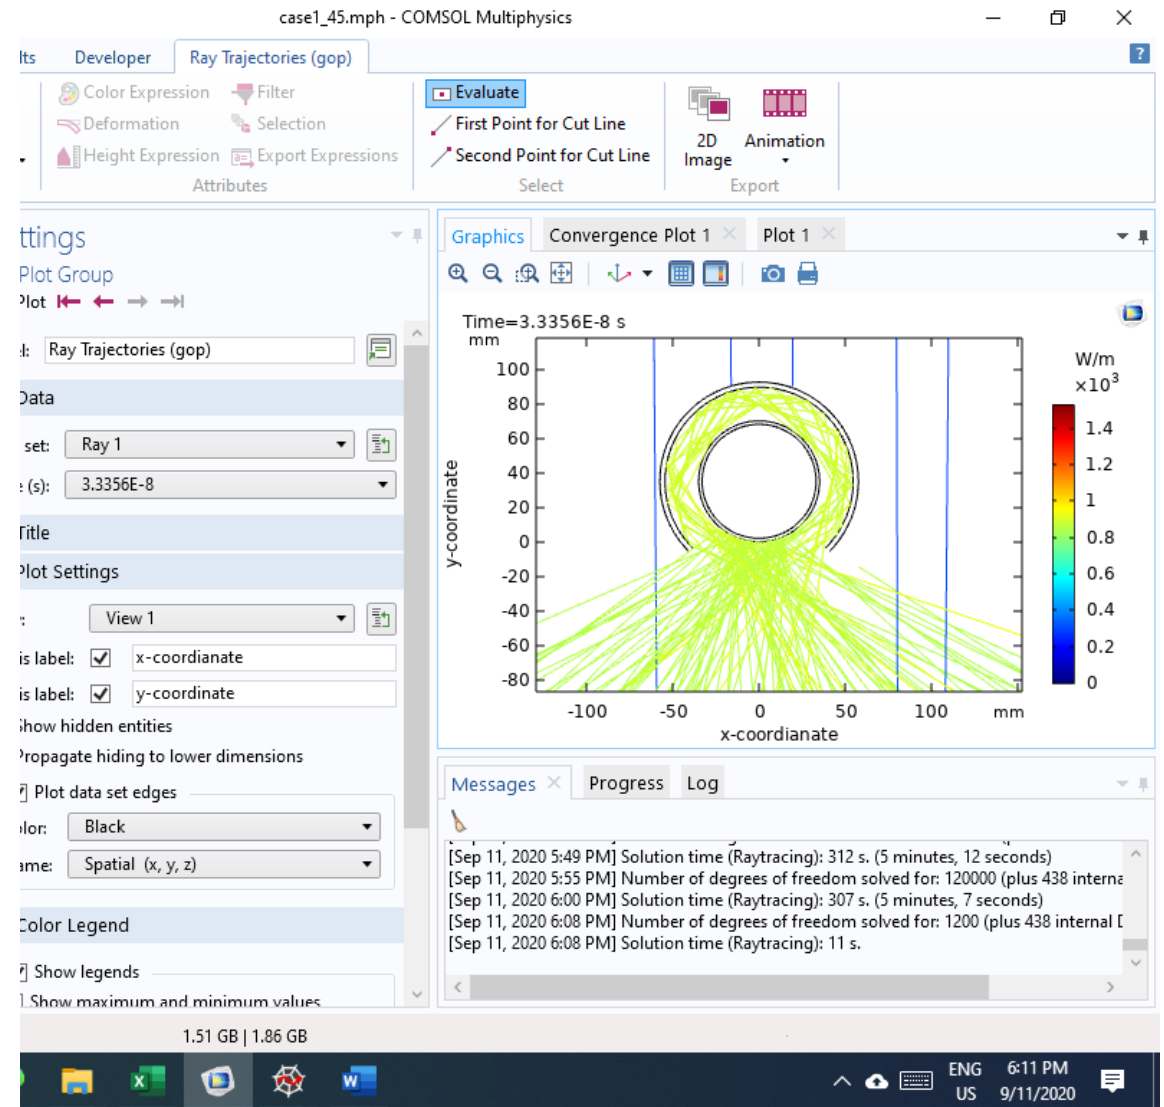 case1_45.mph - COMSOL Multiphysics
lts Developer Ray Trajectories (gop) ?
Color Expression Filter
Deformation Selection
Height Expression Export Expressions
Attributes
Evaluate
First Point for Cut Line
Second Point for Cut Line
Select
2D Image
Animation
Export
ttings
Plot Group
Plot
l: Ray Trajectories (gop)
Data
set: Ray 1
e (s): 3.3356E-8
Title
Plot Settings
: View 1
is label: x-coordianate
is label: y-coordinate
Show hidden entities
Propagate hiding to lower dimensions
Plot data set edges
olor: Black
ame: Spatial (x, y, z)
Color Legend
Show legends
Show maximum and minimum values
Graphics Convergence Plot 1 Plot 1
Time=3.3356E-8 s
mm
100
80
60
40
20
0
-20
-40
-60
-80
y-coordinate
-100 -50 0 50 100 mm
x-coordianate
W/m
×10³
1.4
1.2
1
0.8
0.6
0.4
0.2
0
Messages Progress Log
[Sep 11, 2020 5:49 PM] Solution time (Raytracing): 312 s. (5 minutes, 12 seconds)
[Sep 11, 2020 5:55 PM] Number of degrees of freedom solved for: 120000 (plus 438 interna
[Sep 11, 2020 6:00 PM] Solution time (Raytracing): 307 s. (5 minutes, 7 seconds)
[Sep 11, 2020 6:08 PM] Number of degrees of freedom solved for: 1200 (plus 438 internal D
[Sep 11, 2020 6:08 PM] Solution time (Raytracing): 11 s.
1.51 GB | 1.86 GB
ENG
US
6:11 PM
9/11/2020